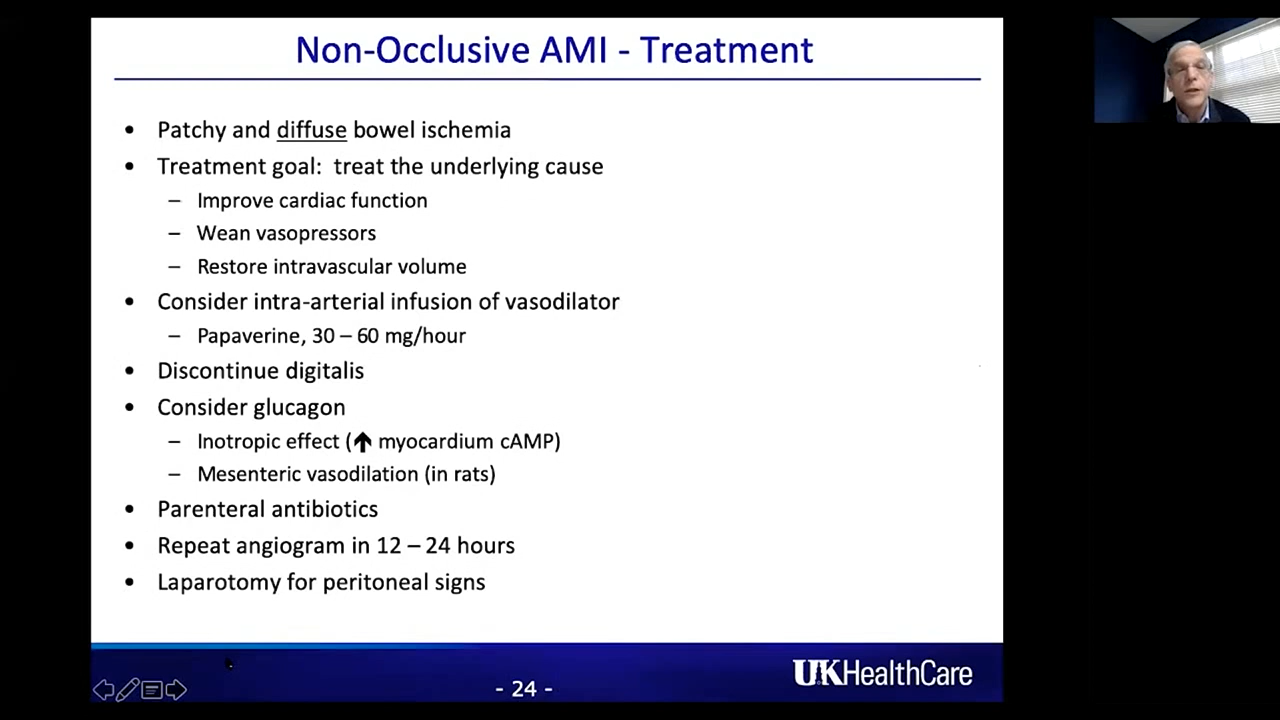 Non-Occlusive AMI - Treatment
• Patchy and diffuse bowel ischemia
• Treatment goal: treat the underlying cause
– Improve cardiac function
– Wean vasopressors
– Restore intravascular volume
• Consider intra-arterial infusion of vasodilator
– Papaverine, 30 – 60 mg/hour
• Discontinue digitalis
• Consider glucagon
– Inotropic effect (↑ myocardium cAMP)
– Mesenteric vasodilation (in rats)
• Parenteral antibiotics
• Repeat angiogram in 12 – 24 hours
• Laparotomy for peritoneal signs
- 24 -
UKHealthCare